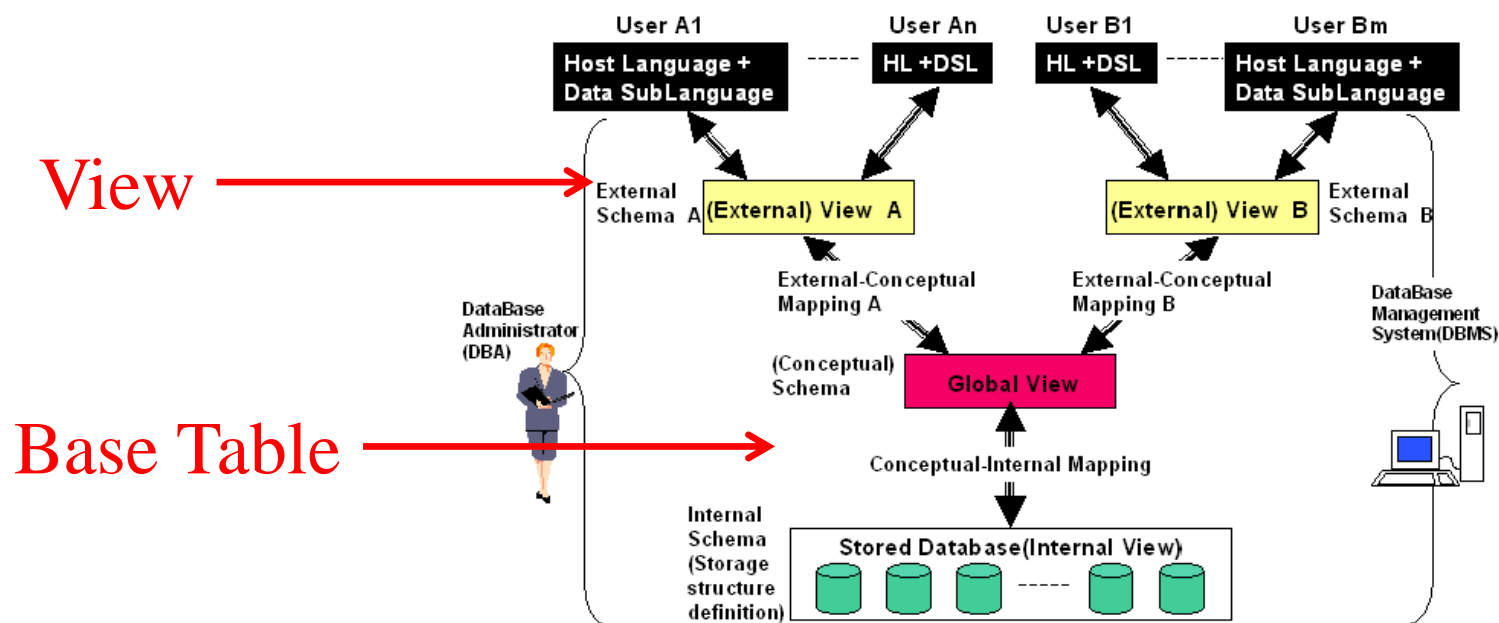 User A1
User An
User B1
User Bm
Host Language +
Data SubLanguage
HL +DSL
HL +DSL
Host Language +
Data SubLanguage
View
External
Schema A
(External) View A
(External) View B
External
Schema B
External-Conceptual
Mapping A
External-Conceptual
Mapping B
DataBase
Administrator
(DBA)
DataBase
Management
System(DBMS)
(Conceptual)
Schema
Global View
Base Table
Conceptual-Internal Mapping
Internal
Schema
(Storage
structure
definition)
Stored Database(Internal View)